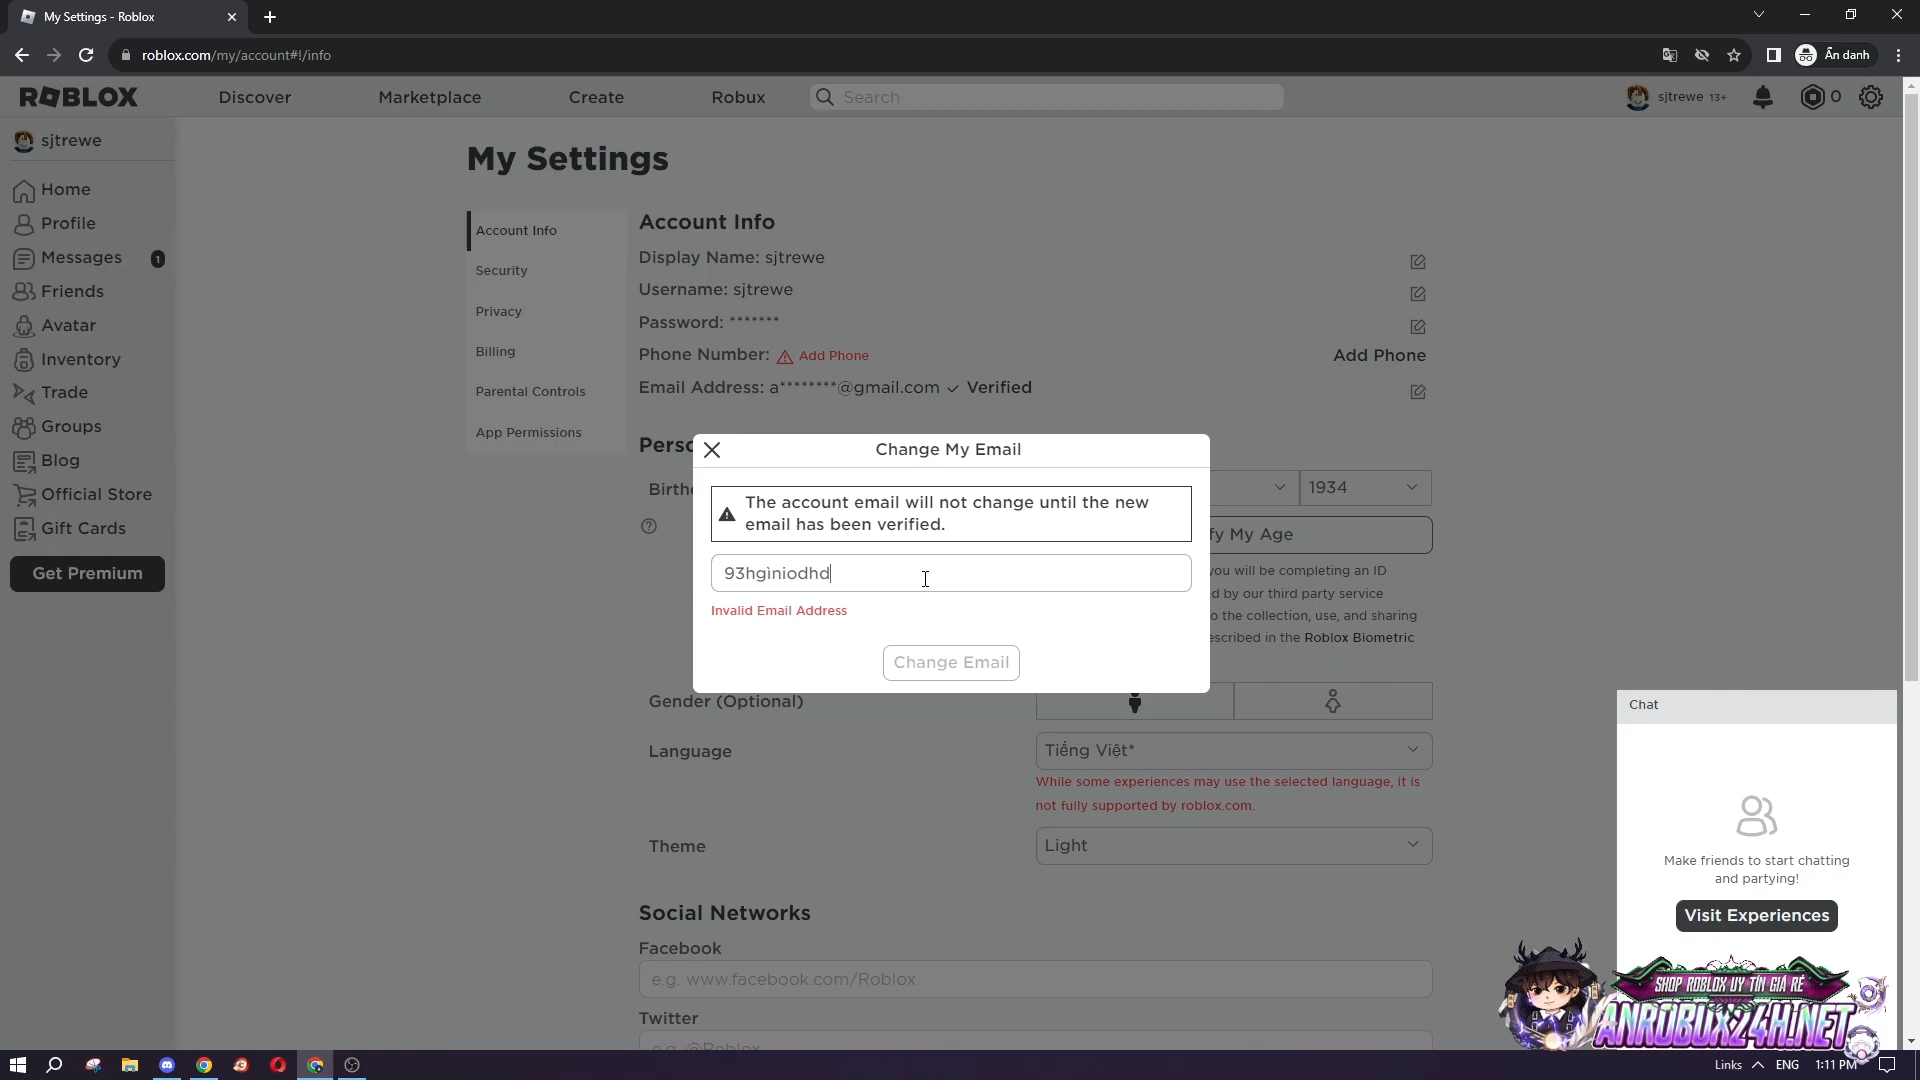 My Settings - Roblox
roblox.com/my/account#!/info
Ẩn danh
ROBLOX
Discover
Marketplace
Create
Robux
Search
sjtrewe 13+
0
sjtrewe
Home
Profile
Messages
1
Friends
Avatar
Inventory
Trade
Groups
Blog
Official Store
Gift Cards
Get Premium
My Settings
Account Info
Security
Privacy
Billing
Parental Controls
App Permissions
Account Info
Display Name: sjtrewe
Username: sjtrewe
Password: *******
Phone Number: Add Phone
Add Phone
Email Address: a********@gmail.com ✓ Verified
Change My Email
The account email will not change until the new
email has been verified.
93hgìniodhd
Invalid Email Address
Change Email
1934
My Age
you will be completing an ID
by our third party service
the collection, use, and sharing
in the Roblox Biometric
Gender (Optional)
Language
Tiếng Việt*
While some experiences may use the selected language, it is
not fully supported by roblox.com.
Theme
Light
Social Networks
Facebook
e.g. www.facebook.com/Roblox
Twitter
e.g. @Roblox
Chat
Make friends to start chatting
and partying!
Visit Experiences
SHOP ROBLOX UY TÍN GIÁ RẺ
ANROBUX24H.NET
Links
ENG
1:11 PM